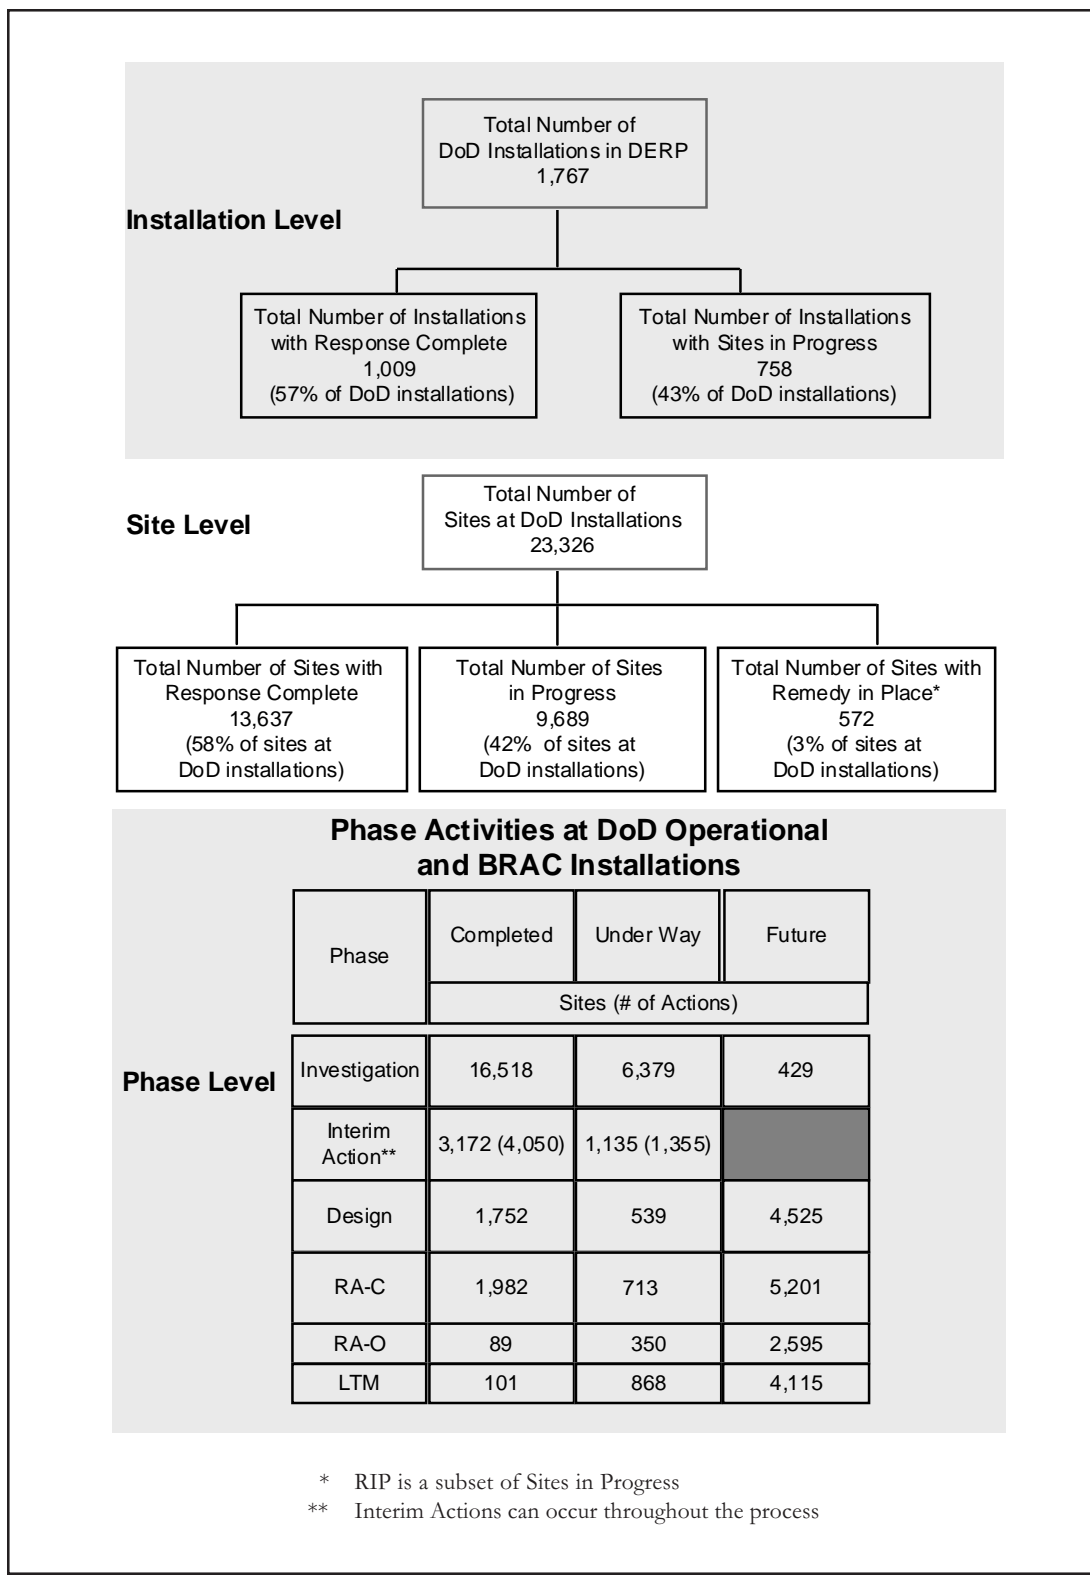 Total Number of
DoD Installations in DERP
1,767
Installation Level
Total Number of Installations
with Response Complete
1,009
(57% of DoD installations)
Total Number of Installations
with Sites in Progress
758
(43% of DoD installations)
Total Number of
Sites at DoD Installations
23,326
Site Level
Total Number of Sites with
Response Complete
13,637
(58% of sites at
DoD installations)
Total Number of Sites
in Progress
9,689
(42% of sites at
DoD installations)
Total Number of Sites with
Remedy in Place*
572
(3% of sites at
DoD installations)
Phase Activities at DoD Operational
and BRAC Installations
Phase Level
Phase
Completed
Under Way
Future
Sites (# of Actions)
Investigation
16,518
6,379
429
Interim
Action**
3,172 (4,050)
1,135 (1,355)
Design
1,752
539
4,525
RA-C
1,982
713
5,201
RA-O
89
350
2,595
LTM
101
868
4,115
* RIP is a subset of Sites in Progress
** Interim Actions can occur throughout the process